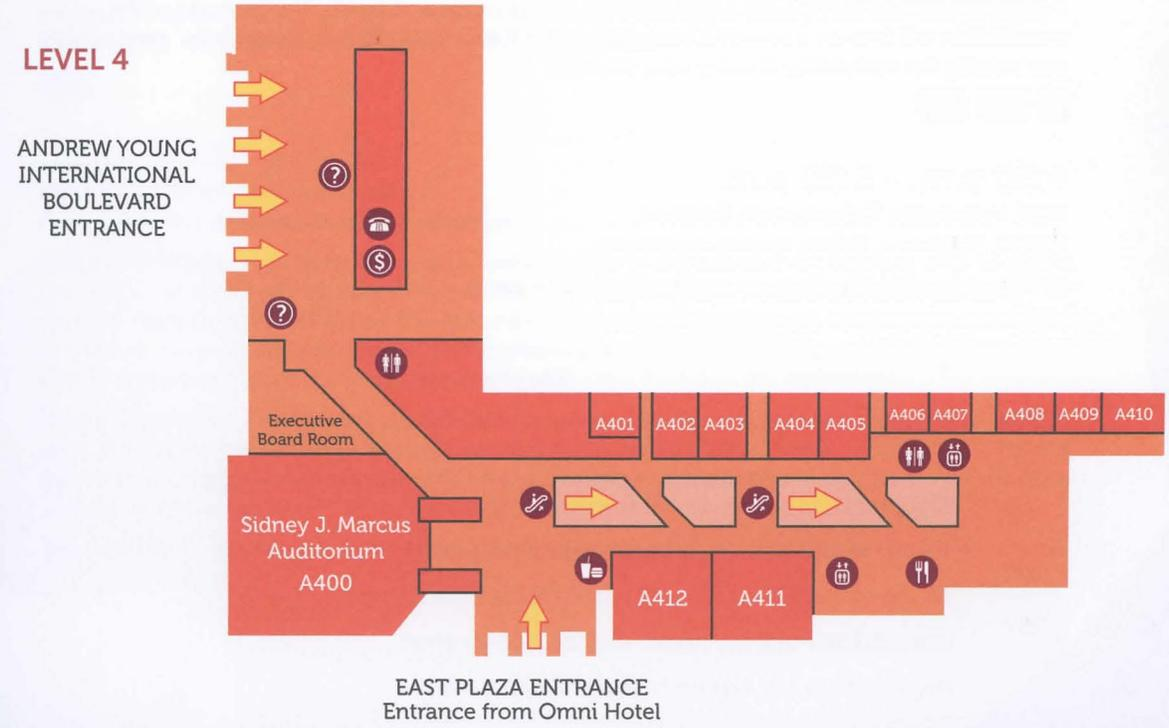 LEVEL 4
ANDREW YOUNG
INTERNATIONAL
BOULEVARD
ENTRANCE
?
$
?
Executive
Board Room
A401
A402
A403
A404
A405
A406
A407
A408
A409
A410
Sidney J. Marcus
Auditorium
A400
A412
A411
EAST PLAZA ENTRANCE
Entrance from Omni Hotel